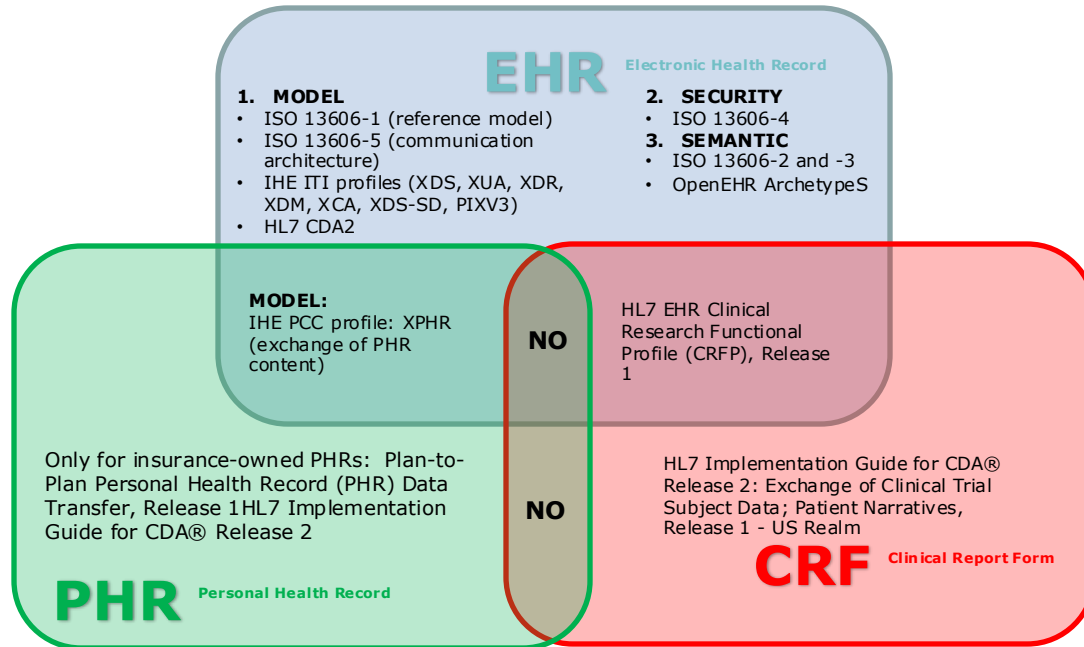 EHR Electronic Health Record
1. MODEL
• ISO 13606-1 (reference model)
• ISO 13606-5 (communication
architecture)
• IHE ITI profiles (XDS, XUA, XDR,
XDM, XCA, XDS-SD, PIXV3)
• HL7 CDA2
2. SECURITY
• ISO 13606-4
3. SEMANTIC
• ISO 13606-2 and -3
• OpenEHR ArchetypeS
MODEL:
IHE PCC profile: XPHR
(exchange of PHR
content)
NO
HL7 EHR Clinical
Research Functional
Profile (CRFP), Release
1
Only for insurance-owned PHRs: Plan-to-
Plan Personal Health Record (PHR) Data
Transfer, Release 1HL7 Implementation
Guide for CDA® Release 2
NO
HL7 Implementation Guide for CDA®
Release 2: Exchange of Clinical Trial
Subject Data; Patient Narratives,
Release 1 - US Realm
CRF Clinical Report Form
PHR Personal Health Record